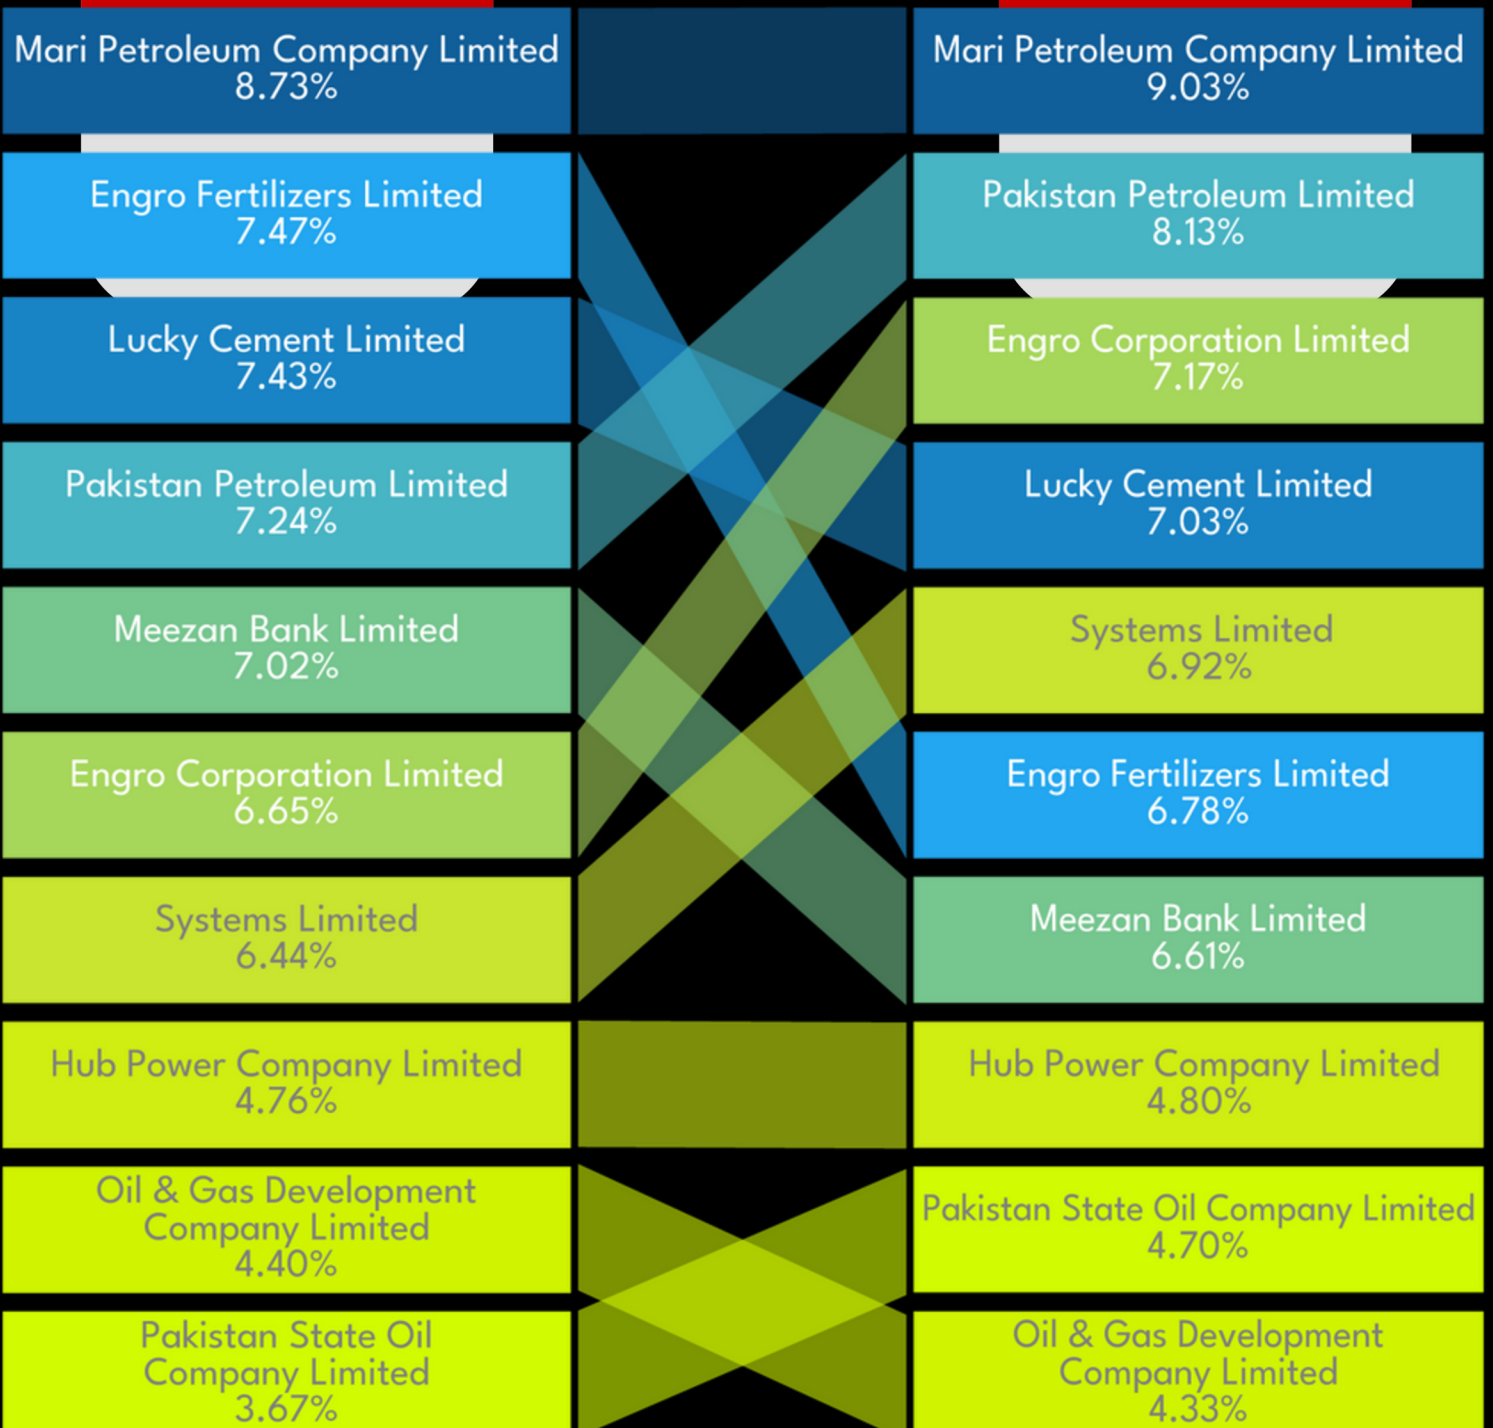 Mari Petroleum Company Limited
8.73%
Engro Fertilizers Limited
7.47%
Lucky Cement Limited
7.43%
Pakistan Petroleum Limited
7.24%
Meezan Bank Limited
7.02%
Engro Corporation Limited
6.65%
Systems Limited
6.44%
Hub Power Company Limited
4.76%
Oil & Gas Development
Company Limited
4.40%
Pakistan State Oil
Company Limited
3.67%
Mari Petroleum Company Limited
9.03%
Pakistan Petroleum Limited
8.13%
Engro Corporation Limited
7.17%
Lucky Cement Limited
7.03%
Systems Limited
6.92%
Engro Fertilizers Limited
6.78%
Meezan Bank Limited
6.61%
Hub Power Company Limited
4.80%
Pakistan State Oil Company Limited
4.70%
Oil & Gas Development
Company Limited
4.33%